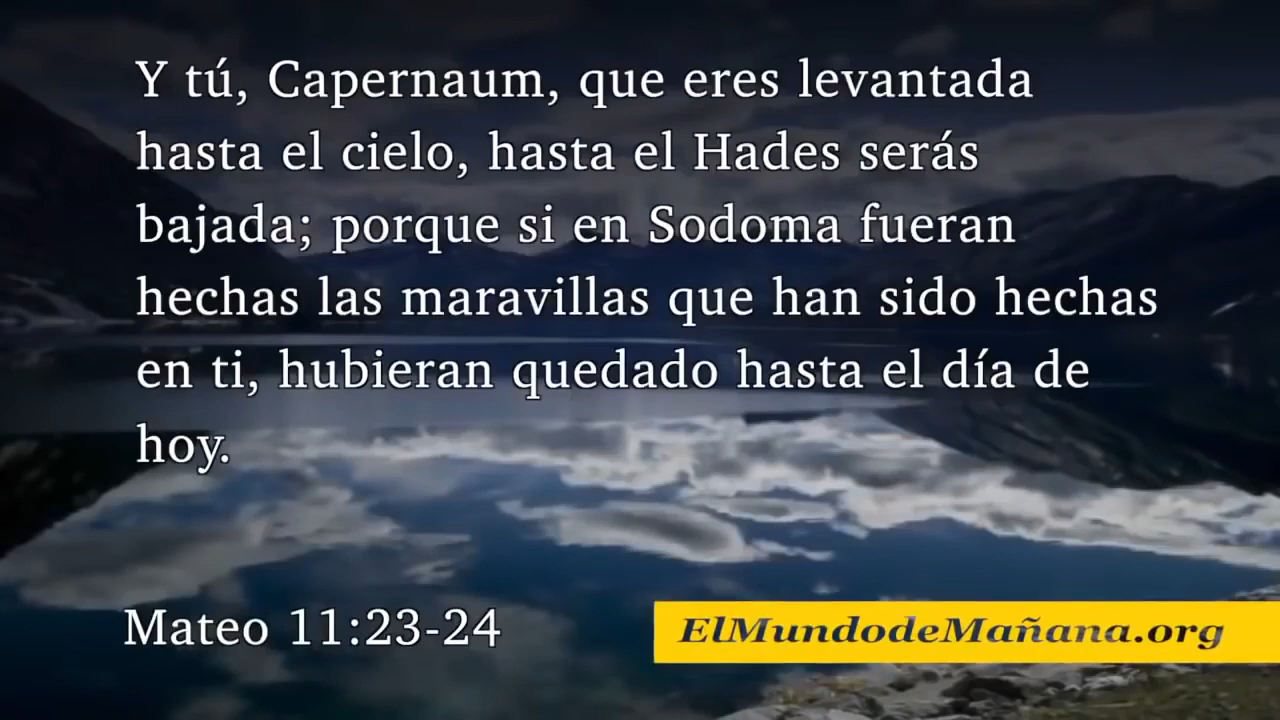 Y tú, Capernaum, que eres levantada
hasta el cielo, hasta el Hades serás
bajada; porque si en Sodoma fueran
hechas las maravillas que han sido hechas
en ti, hubieran quedado hasta el día de
hoy.
Mateo 11:23-24
ElMundodeMañana.org